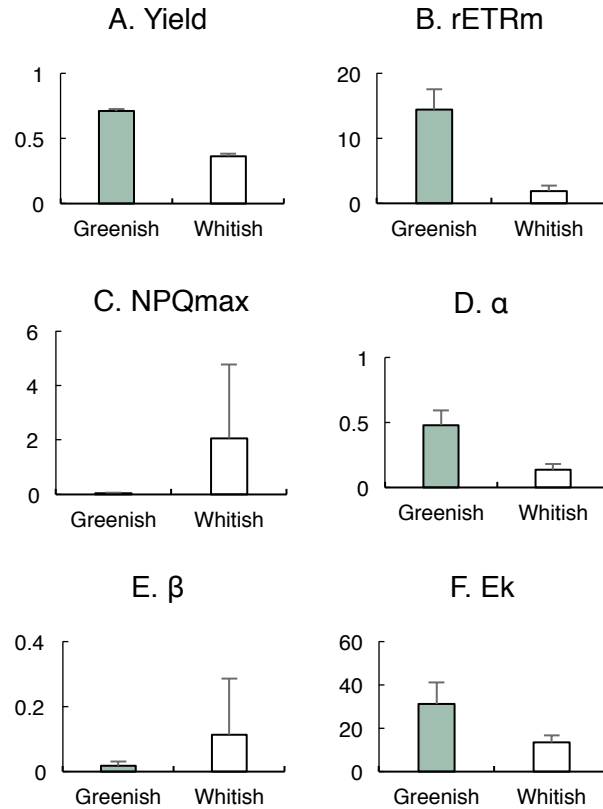 A. Yield
1
0.5
0
Greenish Whitish
B. rETRm
20
10
0
Greenish Whitish
C. NPQmax
6
4
2
0
Greenish Whitish
D. α
1
0.5
0
Greenish Whitish
E. β
0.4
0.2
0
Greenish Whitish
F. Ek
60
40
20
0
Greenish Whitish